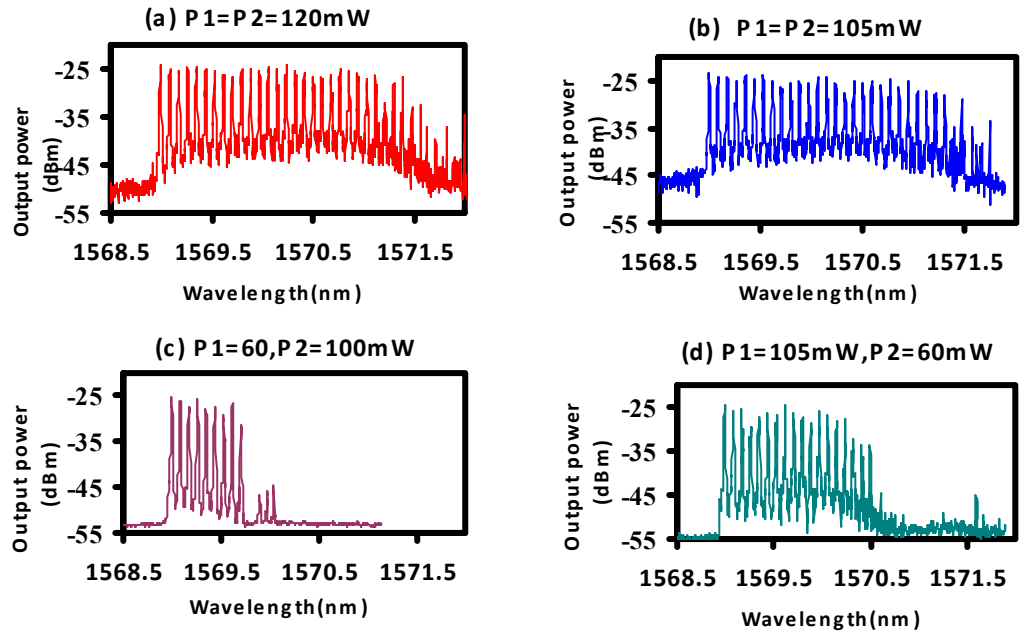 (a) P1=P2=120mW
-25
-35
-45
-55
Output power
(dBm)
1568.5 1569.5 1570.5 1571.5
Wavelength(nm)
(b) P1=P2=105mW
-25
-35
-45
-55
Output power
(dBm)
1568.5 1569.5 1570.5 1571.5
Wavelength(nm)
(c) P1=60,P2=100mW
-25
-35
-45
-55
Output power
(dBm)
1568.5 1569.5 1570.5 1571.5
Wavelength(nm)
(d) P1=105mW,P2=60mW
-25
-35
-45
-55
Output power
(dBm)
1568.5 1569.5 1570.5 1571.5
Wavelength(nm)